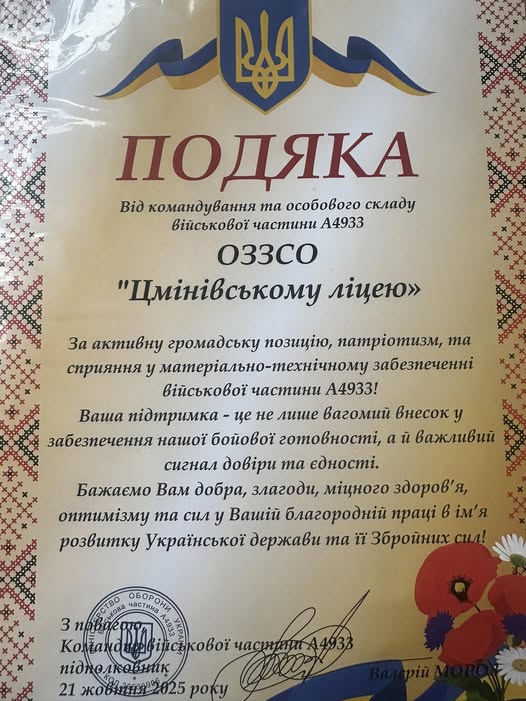 ПОДЯКА
Від командування та особового складу
військової частини А4933
ОЗЗСО
"Цмінівському ліцею»
За активну громадську позицію, патріотизм, та
сприяння у матеріально-технічному забезпеченні
військової частини А4933!
Ваша підтримка - це не лише вагомий внесок у
забезпечення нашої бойової готовності, а й важливий
сигнал довіри та єдності.
Бажаємо Вам добра, злагоди, міцного здоров’я,
оптимізму та сил у Вашій благородній праці в ім’я
розвитку Української держави та її Збройних сил!
З повагою,
Командир військової частини А4933
підполковник
Валерій
21 жовтня 2025 року